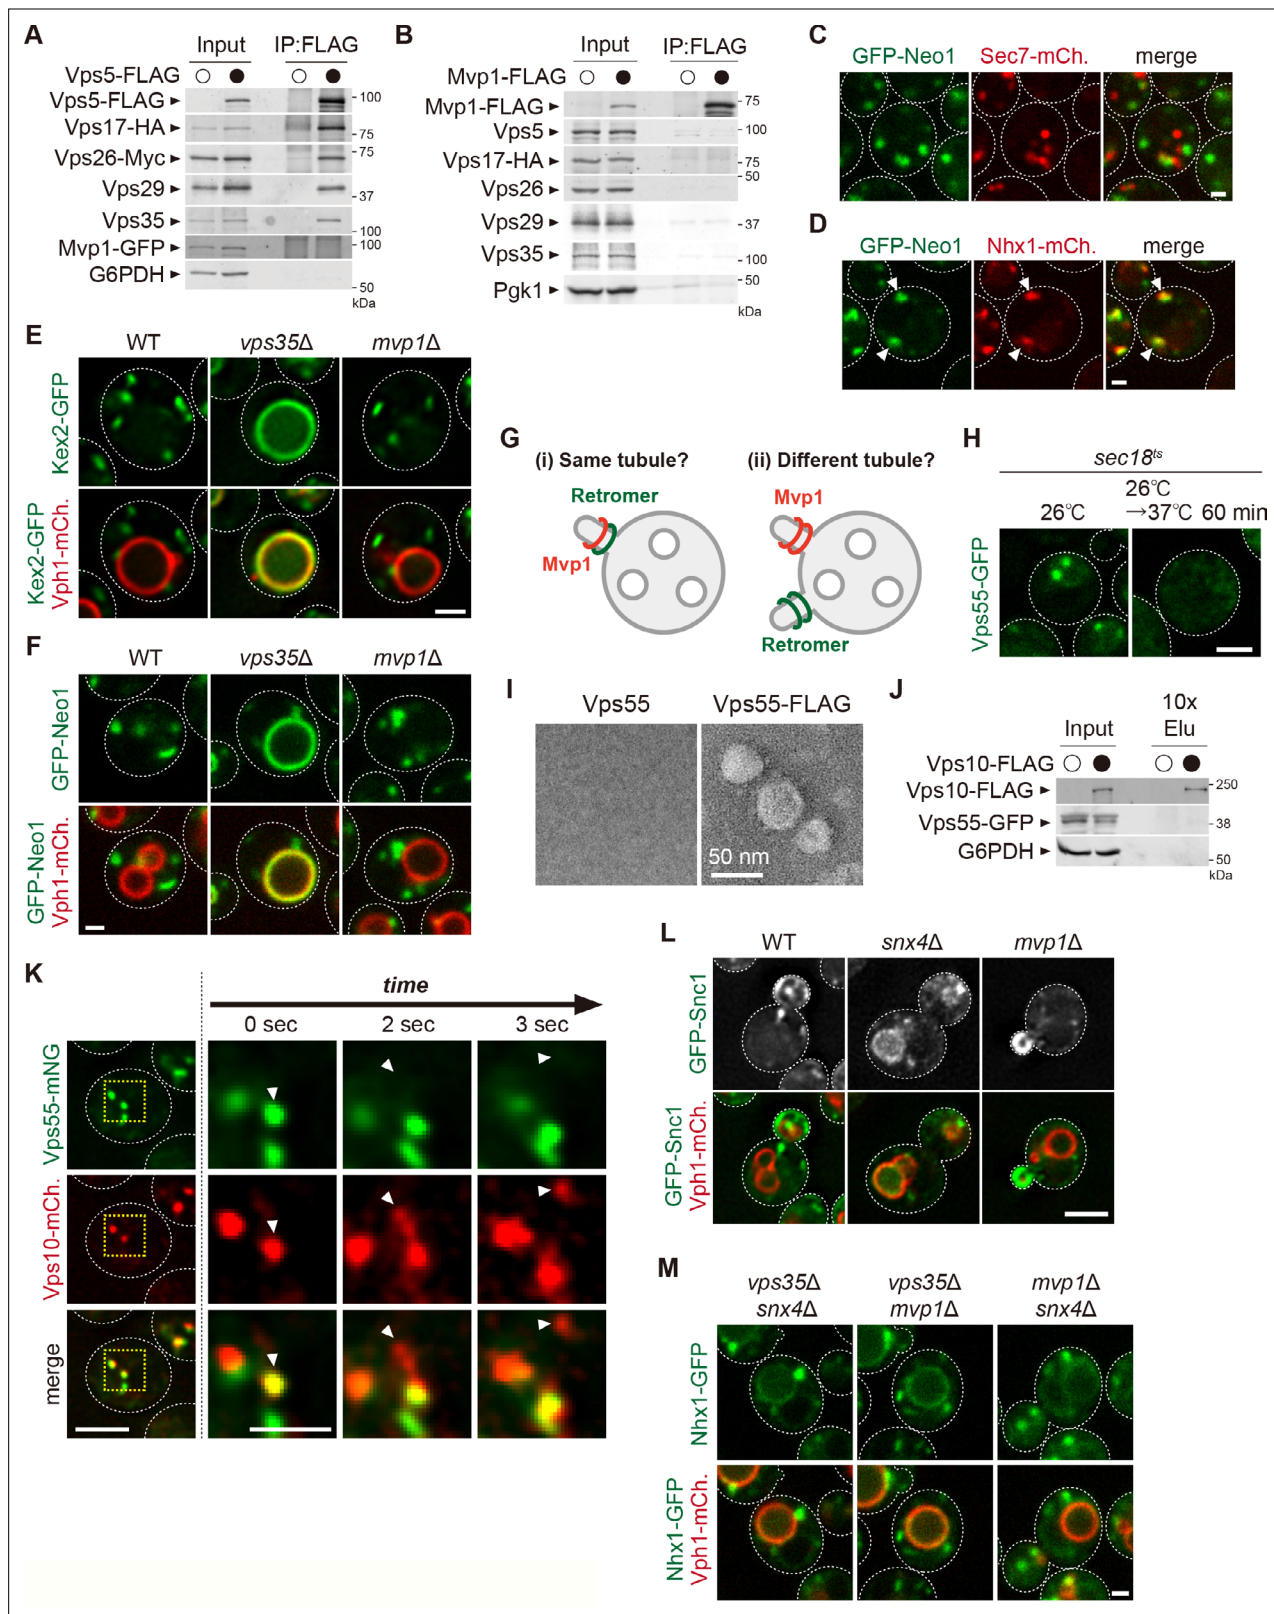 A
Input
IP:FLAG
Vps5-FLAG
Vps5-FLAG
100
Vps17-HA
75
Vps26-Myc
75
Vps29
37
Vps35
100
Mvp1-GFP
100
G6PDH
50
kDa
B
Input
IP:FLAG
Mvp1-FLAG
Mvp1-FLAG
75
Vps5
100
Vps17-HA
75
50
Vps26
Vps29
37
Vps35
100
Pgk1
50
kDa
C
GFP-Neo1
Sec7-mCh.
merge
D
GFP-Neo1
Nhx1-mCh.
merge
E
WT
vps35Δ
mvp1Δ
Kex2-GFP
Kex2-GFP
Vph1-mCh.
F
WT
vps35Δ
mvp1Δ
GFP-Neo1
GFP-Neo1
Vph1-mCh.
G
(i) Same tubule?
(ii) Different tubule?
Retromer
Mvp1
Mvp1
Retromer
H
sec18ts
26℃
26℃
→37℃ 60 min
Vps55-GFP
I
Vps55
Vps55-FLAG
50 nm
J
10x
Input
Elu
Vps10-FLAG
Vps10-FLAG
250
Vps55-GFP
38
G6PDH
50
kDa
K
time
0 sec
2 sec
3 sec
Vps55-mNG
Vps10-mCh.
merge
L
WT
snx4Δ
mvp1Δ
GFP-Snc1
GFP-Snc1
Vph1-mCh.
M
vps35Δ
snx4Δ
vps35Δ
mvp1Δ
mvp1Δ
snx4Δ
Nhx1-GFP
Nhx1-GFP
Vph1-mCh.